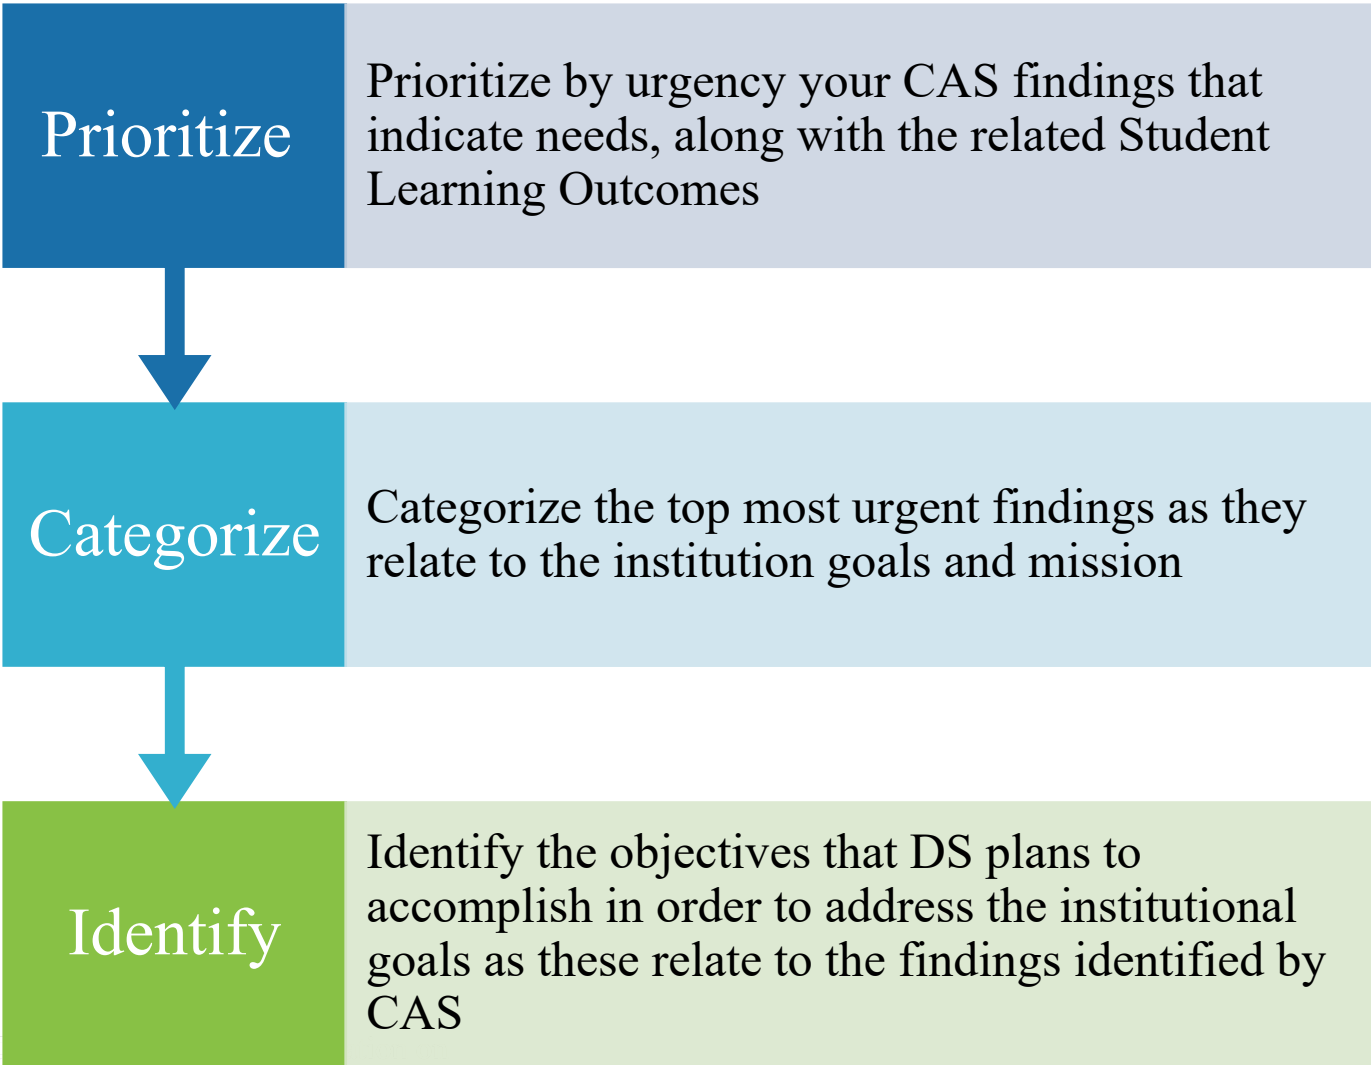 Prioritize
Prioritize by urgency your CAS findings that
indicate needs, along with the related Student
Learning Outcomes
Categorize
Categorize the top most urgent findings as they
relate to the institution goals and mission
Identify
Identify the objectives that DS plans to
accomplish in order to address the institutional
goals as these relate to the findings identified by
CAS